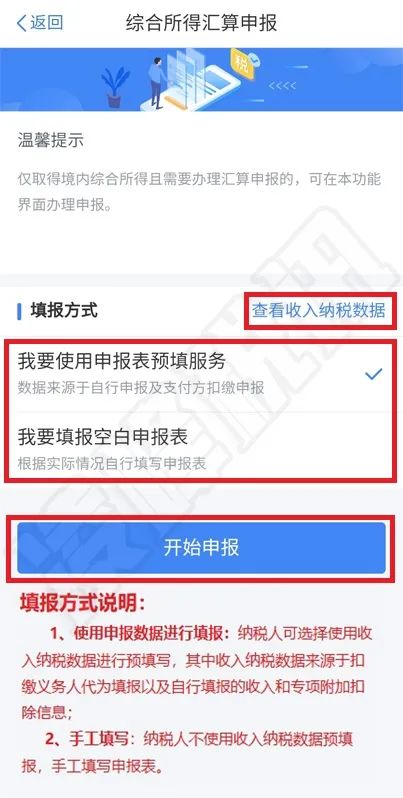 返回
综合所得汇算申报
税
温馨提示
仅取得境内综合所得且需要办理汇算申报的，可在本功能
界面办理申报。
填报方式
查看收入纳税数据
我要使用申报表预填服务
数据来源于自行申报及支付方扣缴申报
我要填报空白申报表
根据实际情况自行填写申报表
开始申报
填报方式说明：
1、使用申报数据进行填报：纳税人可选择使用收
入纳税数据进行预填写，其中收入纳税数据来源于扣
缴义务人代为填报以及自行填报的收入和专项附加扣
除信息；
2、手工填写：纳税人不使用收入纳税数据预填
报，手工填写申报表。